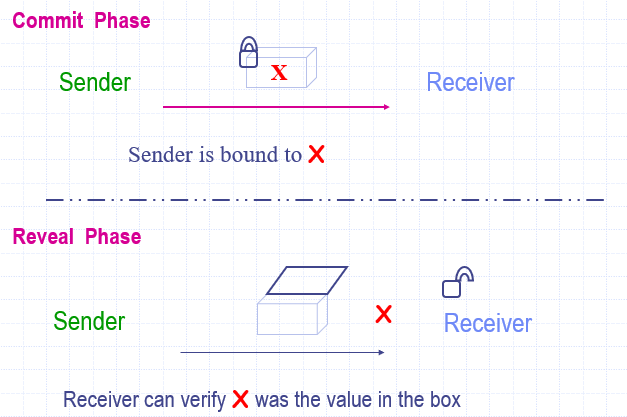 Commit Phase
X
Sender
Receiver
Sender is bound to X
Reveal Phase
Sender
X
Receiver
Receiver can verify X was the value in the box